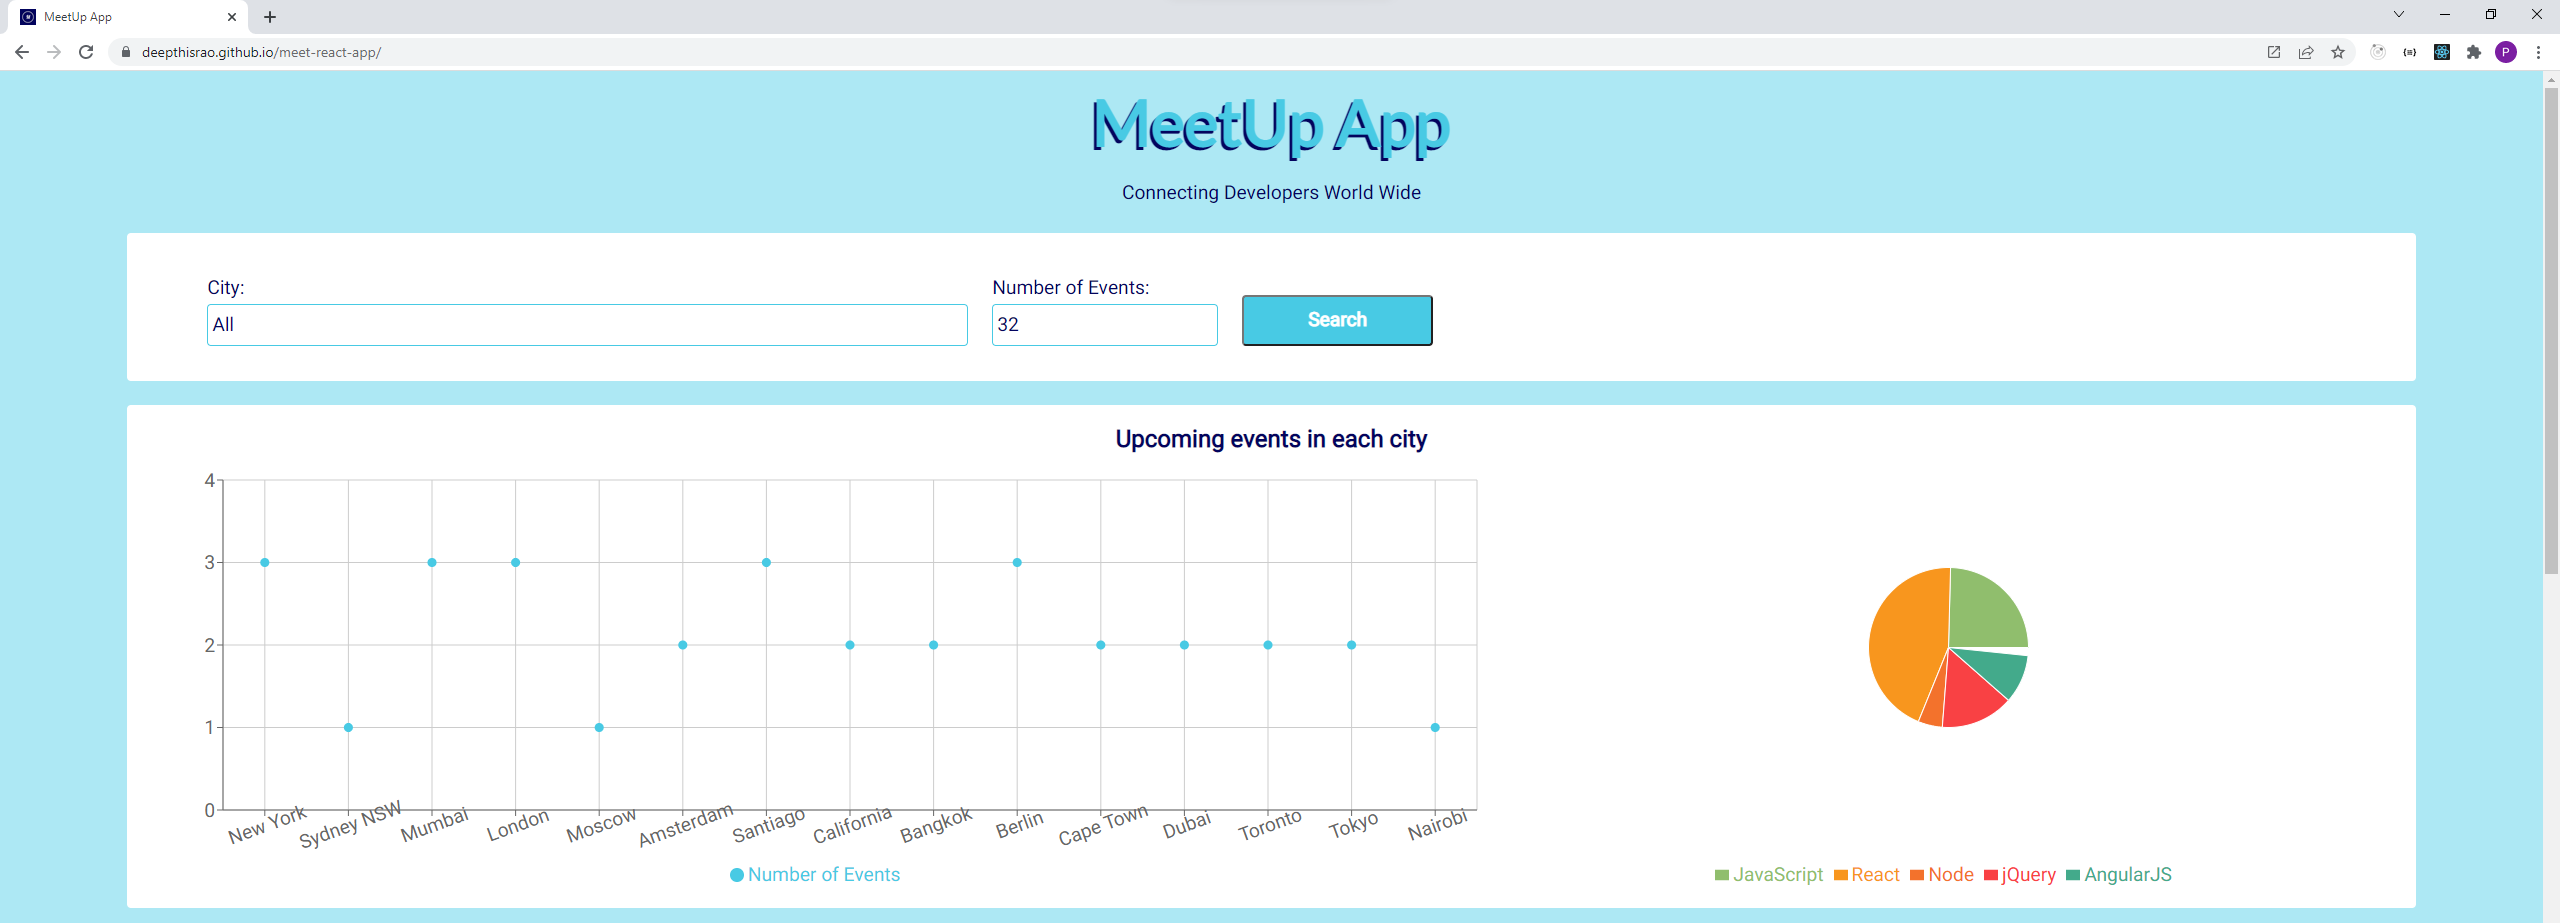 MeetUp App
deepthisrao.github.io/meet-react-app/
P
MeetUp App
Connecting Developers World Wide
City:
Number of Events:
All
32
Search
Upcoming events in each city
4
3
2
1
0
New York
Sydney NSW
Mumbai
London
Moscow
Amsterdam
Santiago
California
Bangkok
Berlin
Cape Town
Dubai
Toronto
Tokyo
Nairobi
Number of Events
JavaScript React Node jQuery AngularJS